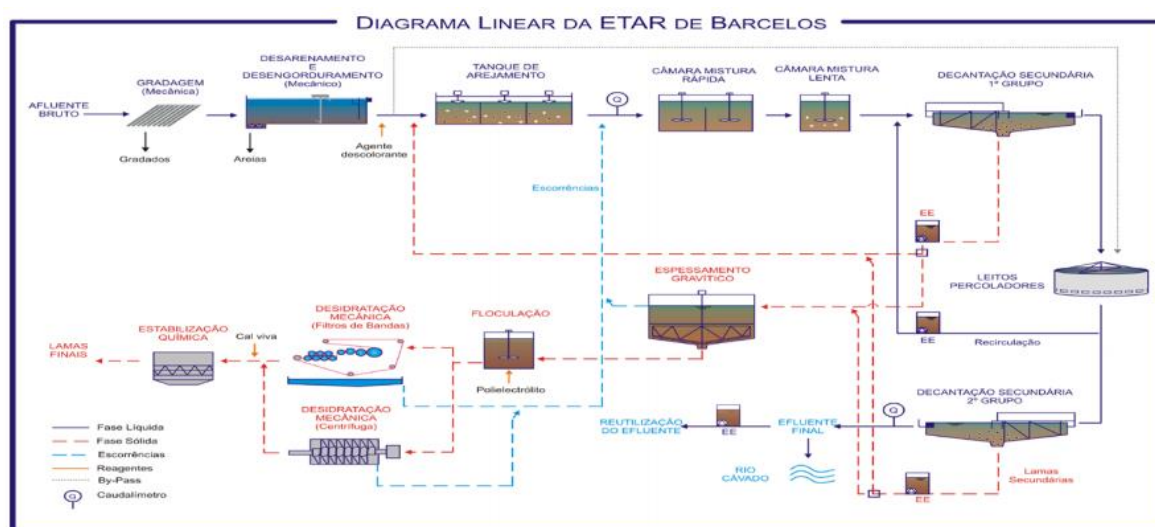 DIAGRAMA LINEAR DA ETAR DE BARCELOS
AFLUENTE
BRUTO
GRADAGEM
(Mecânica)
Gradados
DESARENAMENTO
E
DESENGORDURAMENTO
(Mecânico)
Areias
Agente
descolorante
TANQUE DE
AREJAMENTO
Q
CÂMARA MISTURA
RÁPIDA
CÂMARA MISTURA
LENTA
DECANTAÇÃO SECUNDÁRIA
1º GRUPO
Escorrências
EE
ESPESSAMENTO
GRAVÍTICO
LEITOS
PERCOLADORES
EE
Recirculação
LAMAS
FINAIS
ESTABILIZAÇÃO
QUÍMICA
Cal viva
DESIDRATAÇÃO
MECÂNICA
(Filtros de Bandas)
FLOCULAÇÃO
Polielectrólito
DESIDRATAÇÃO
MECÂNICA
(Centrífuga)
REUTILIZAÇÃO
DO EFLUENTE
EE
EFLUENTE
FINAL
RIO
CÁVADO
Q
DECANTAÇÃO SECUNDÁRIA
2º GRUPO
EE
Lamas
Secundárias
Fase Líquida
Fase Sólida
Escorrências
Reagentes
By-Pass
Q Caudalímetro